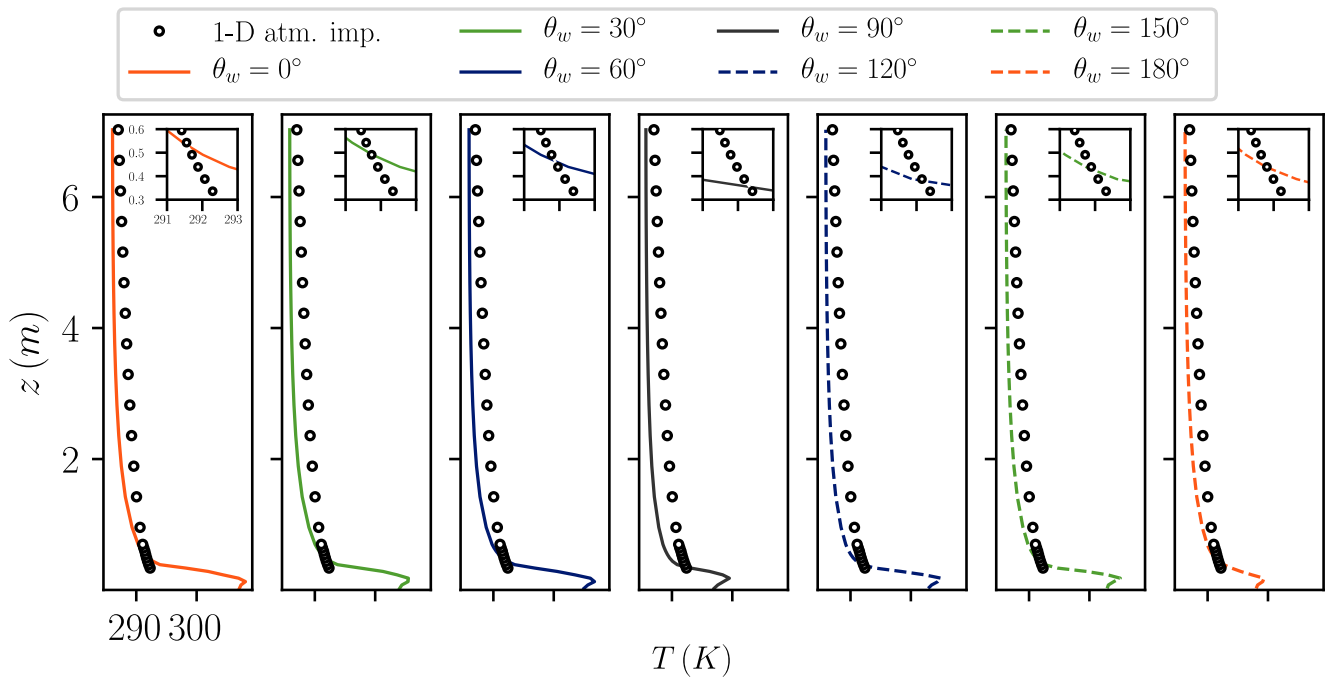 1-D atm. imp. θ_w = 30° θ_w = 90° θ_w = 150°
θ_w = 0° θ_w = 60° θ_w = 120° θ_w = 180°
0.6
0.5
0.4
0.3
291 292 293
6
4
2
z (m)
290 300
T (K)